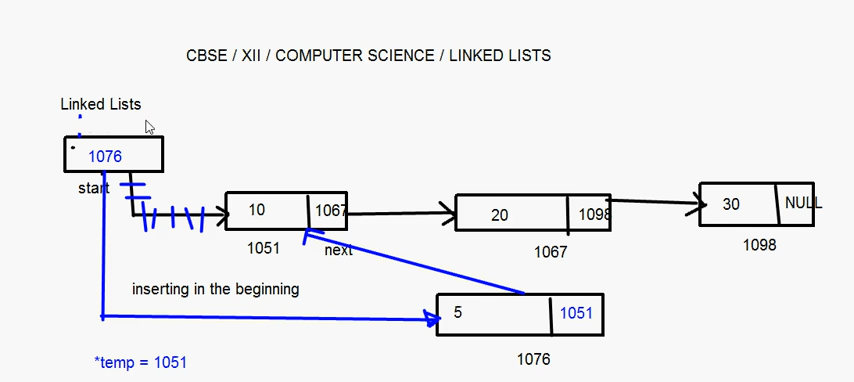 CBSE / XII / COMPUTER SCIENCE / LINKED LISTS
Linked Lists
1076
start
10 1067
20 1098
30 NULL
1051 next
1067
1098
inserting in the beginning
5 1051
1076
*temp = 1051